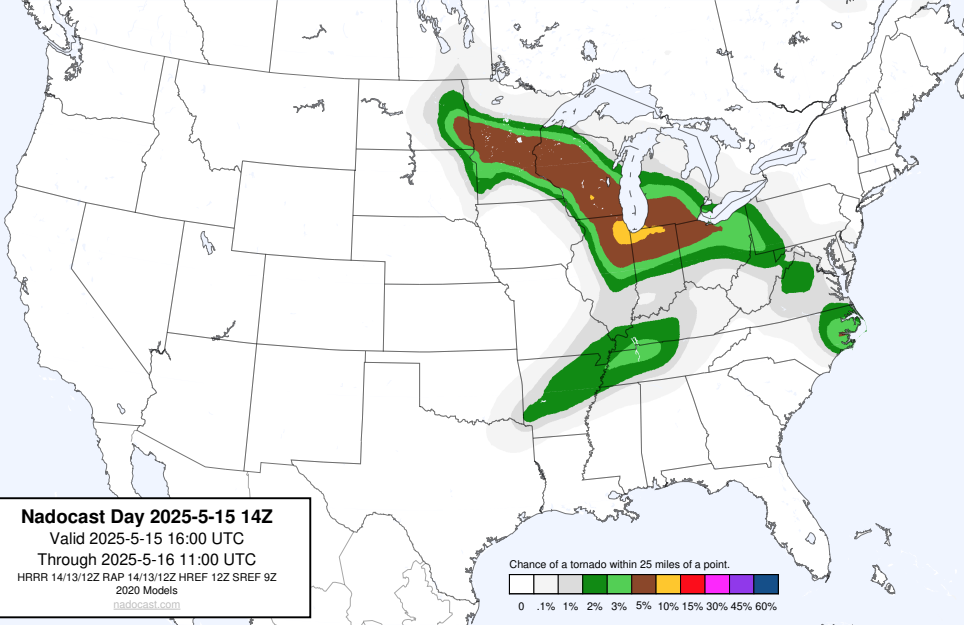 Nadocast Day 2025-5-15 14Z
Valid 2025-5-15 16:00 UTC
Through 2025-5-16 11:00 UTC
HRRR 14/13/12Z RAP 14/13/12Z HREF 12Z SREF 9Z
2020 Models
nadocast.com
Chance of a tornado within 25 miles of a point.
0 .1% 1% 2% 3% 5% 10% 15% 30% 45% 60%